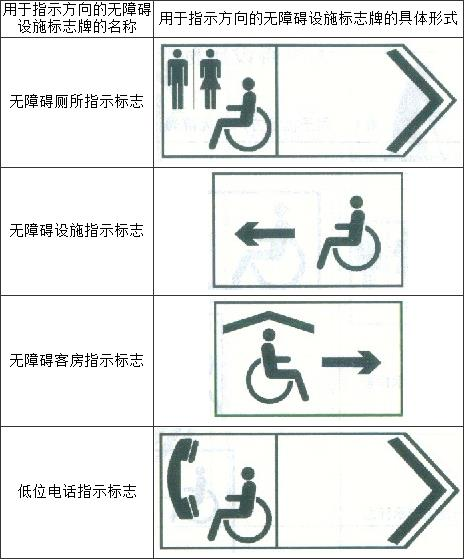 用于指示方向的无障碍
设施标志牌的名称
用于指示方向的无障碍设施标志牌的具体形式
无障碍厕所指示标志
无障碍设施指示标志
无障碍客房指示标志
低位电话指示标志